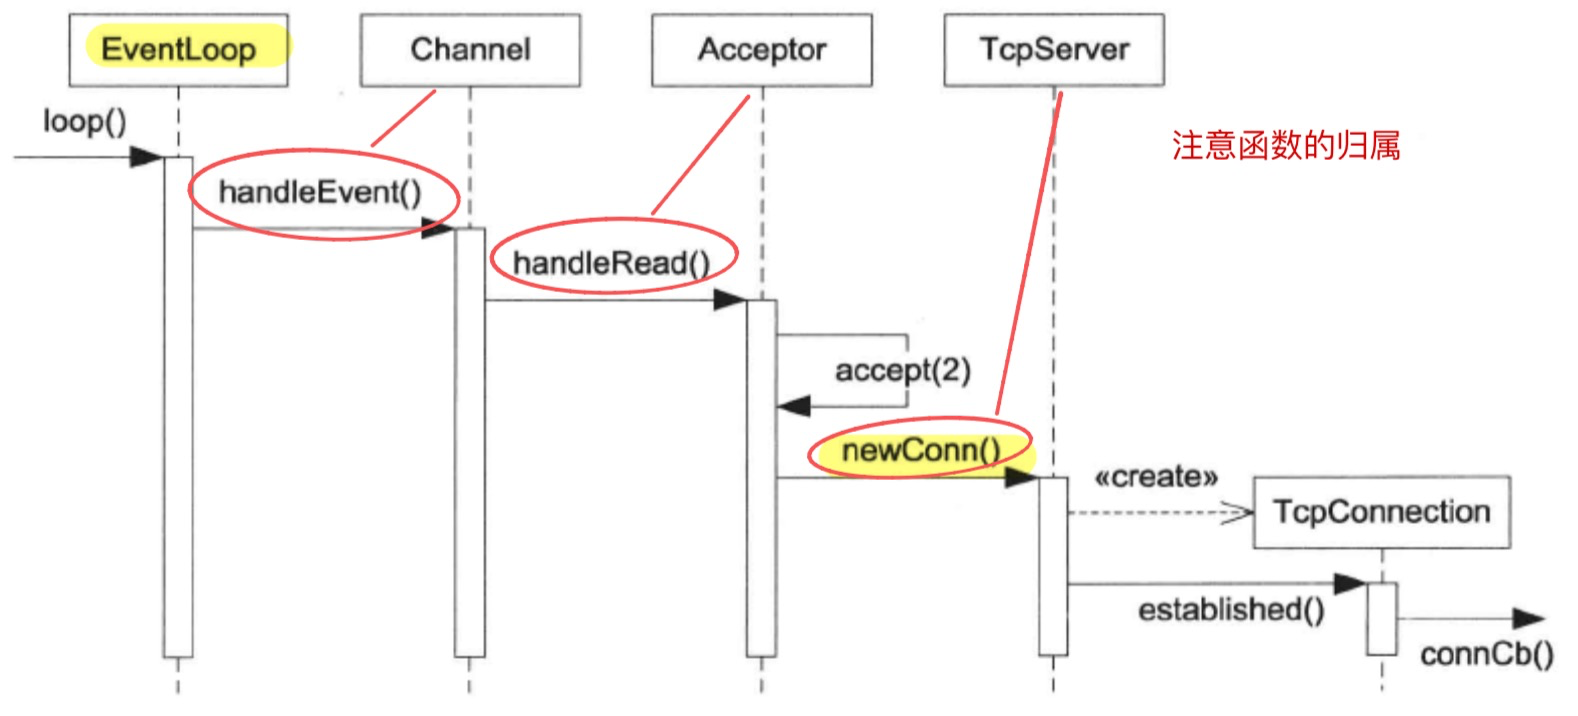 EventLoop
Channel
Acceptor
TcpServer
loop()
注意函数的归属
handleEvent()
handleRead()
accept(2)
newConn()
«create»
TcpConnection
established()
connCb()